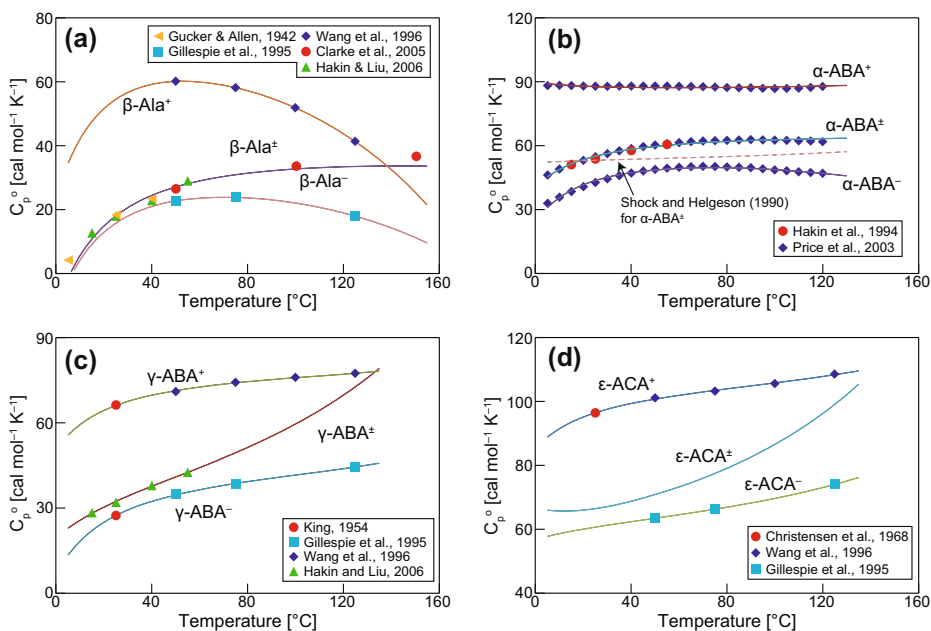 (a)
Gucker & Allen, 1942
Wang et al., 1996
Gillespie et al., 1995
Clarke et al., 2005
Hakin & Liu, 2006
β-Ala⁺
β-Ala±
β-Ala⁻
80
60
40
20
0
Cₚ° [cal mol⁻¹ K⁻¹]
0 40 80 120 160
Temperature [°C]
(b)
α-ABA⁺
α-ABA±
α-ABA⁻
Shock and Helgeson (1990)
for α-ABA±
Hakin et al., 1994
Price et al., 2003
120
90
60
30
0
Cₚ° [cal mol⁻¹ K⁻¹]
0 40 80 120 160
Temperature [°C]
(c)
γ-ABA⁺
γ-ABA±
γ-ABA⁻
King, 1954
Gillespie et al., 1995
Wang et al., 1996
Hakin and Liu, 2006
90
60
30
0
Cₚ° [cal mol⁻¹ K⁻¹]
0 40 80 120 160
Temperature [°C]
(d)
ε-ACA⁺
ε-ACA±
ε-ACA⁻
Christensen et al., 1968
Wang et al., 1996
Gillespie et al., 1995
120
100
80
60
40
Cₚ° [cal mol⁻¹ K⁻¹]
0 40 80 120 160
Temperature [°C]